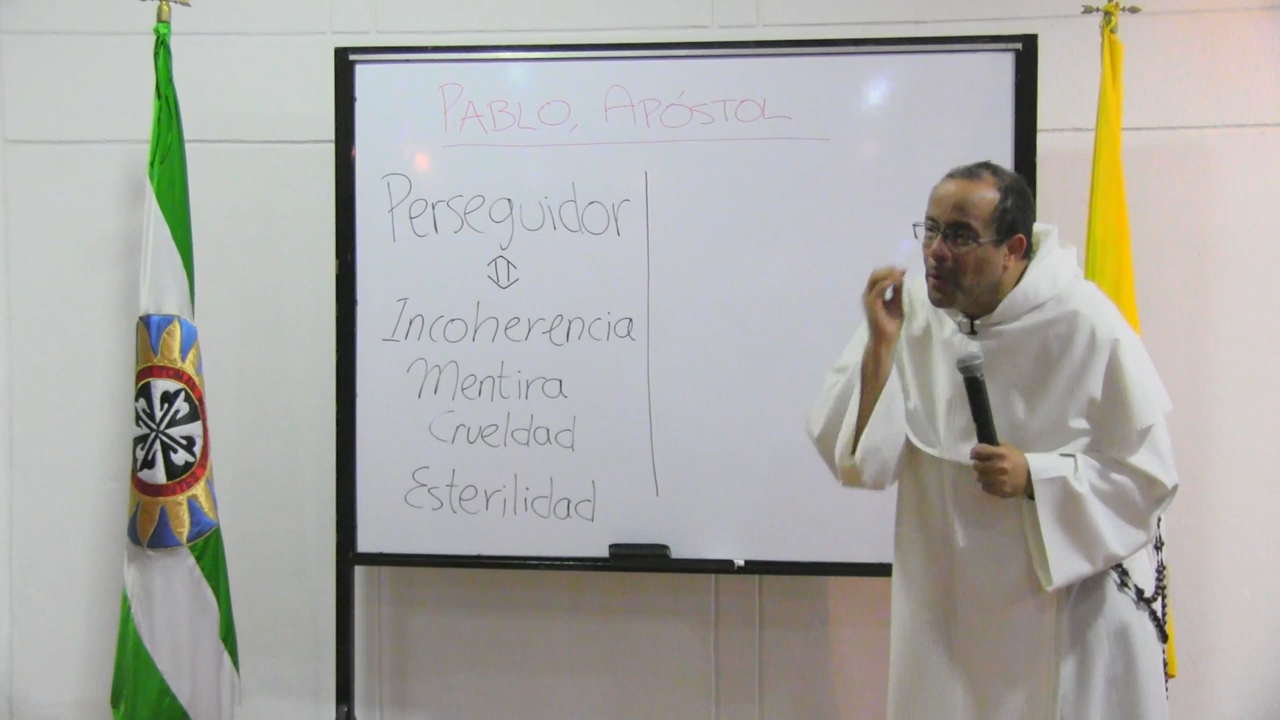 PABLO, APÓSTOL
Perseguidor
⇕
Incoherencia
Mentira
Crueldad
Esterilidad